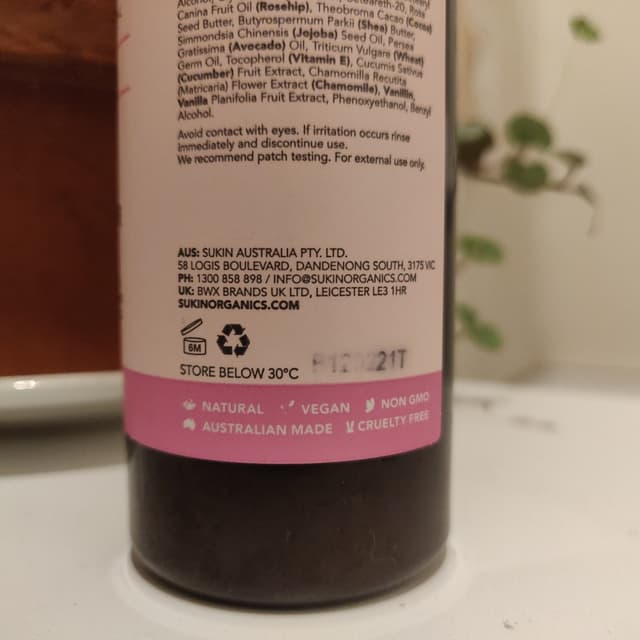 Canina Fruit Oil (Rosehip), Theobroma Cacao (Cocoa)
Seed Butter, Butyrospermum Parkii (Shea) Butter,
Simmondsia Chinensis (Jojoba) Seed Oil, Persea
Gratissima (Avocado) Oil, Triticum Vulgare (Wheat)
Germ Oil, Tocopherol (Vitamin E), Cucumis Sativus
(Cucumber) Fruit Extract, Chamomilla Recutita
(Matricaria) Flower Extract (Chamomile), Vanillin,
Vanilla Planifolia Fruit Extract, Phenoxyethanol, Benzyl
Alcohol.
Avoid contact with eyes. If irritation occurs rinse
immediately and discontinue use.
We recommend patch testing. For external use only.
AUS: SUKIN AUSTRALIA PTY. LTD.
58 LOGIS BOULEVARD, DANDENONG SOUTH, 3175 VIC
PH: 1300 858 898 / INFO@SUKINORGANICS.COM
UK: BWX BRANDS UK LTD, LEICESTER LE3 1HR
SUKINORGANICS.COM
6M
STORE BELOW 30°C
NATURAL VEGAN NON GMO
AUSTRALIAN MADE CRUELTY FREE